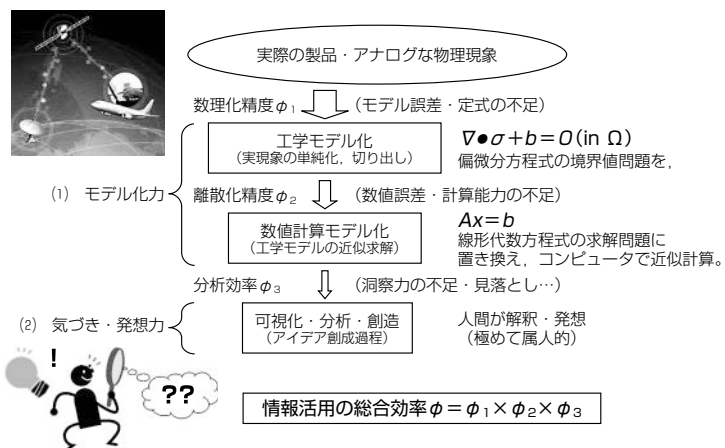 実際の製品・アナログな物理現象
数理化精度φ₁ (モデル誤差・定式の不足)
工学モデル化
(実現象の単純化，切り出し)
∇●σ＋b＝O(in Ω)
偏微分方程式の境界値問題を，
⑴ モデル化力
離散化精度φ₂ (数値誤差・計算能力の不足)
数値計算モデル化
(工学モデルの近似求解)
Ax＝b
線形代数方程式の求解問題に
置き換え，コンピュータで近似計算。
分析効率φ₃ (洞察力の不足・見落とし…)
⑵ 気づき・発想力
可視化・分析・創造
(アイデア創成過程)
人間が解釈・発想
(極めて属人的)
!
??
情報活用の総合効率φ＝φ₁×φ₂×φ₃